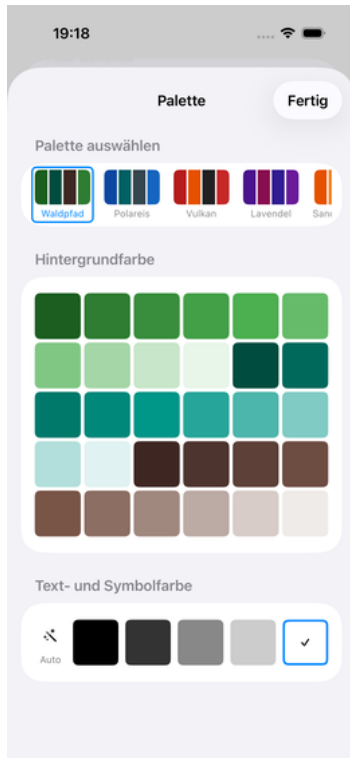 19:18
Palette
Fertig
Palette auswählen
Waldpfad
Polareis
Vulkan
Lavendel
Hintergrundfarbe
Text- und Symbolfarbe
Auto